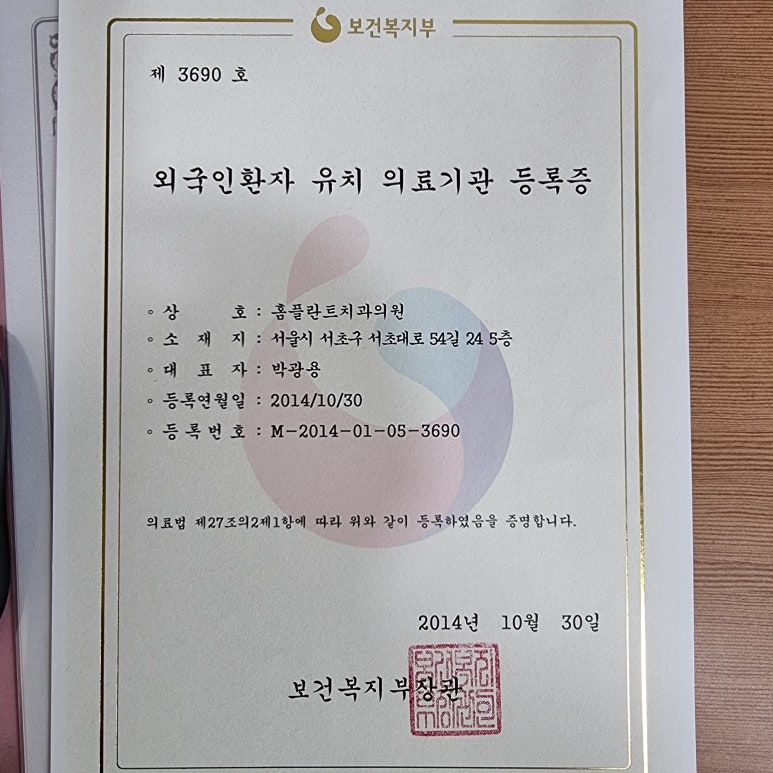 보건복지부
제 3690 호
외국인환자 유치 의료기관 등록증
◦ 상 호 : 홈플란트치과의원
◦ 소 재 지 : 서울시 서초구 서초대로 54길 24 5층
◦ 대 표 자 : 박광용
◦ 등록연월일 : 2014/10/30
◦ 등록번호 : M-2014-01-05-3690
의료법 제27조의2제1항에 따라 위와 같이 등록하였음을 증명합니다.
2014년 10월 30일
보건복지부장관